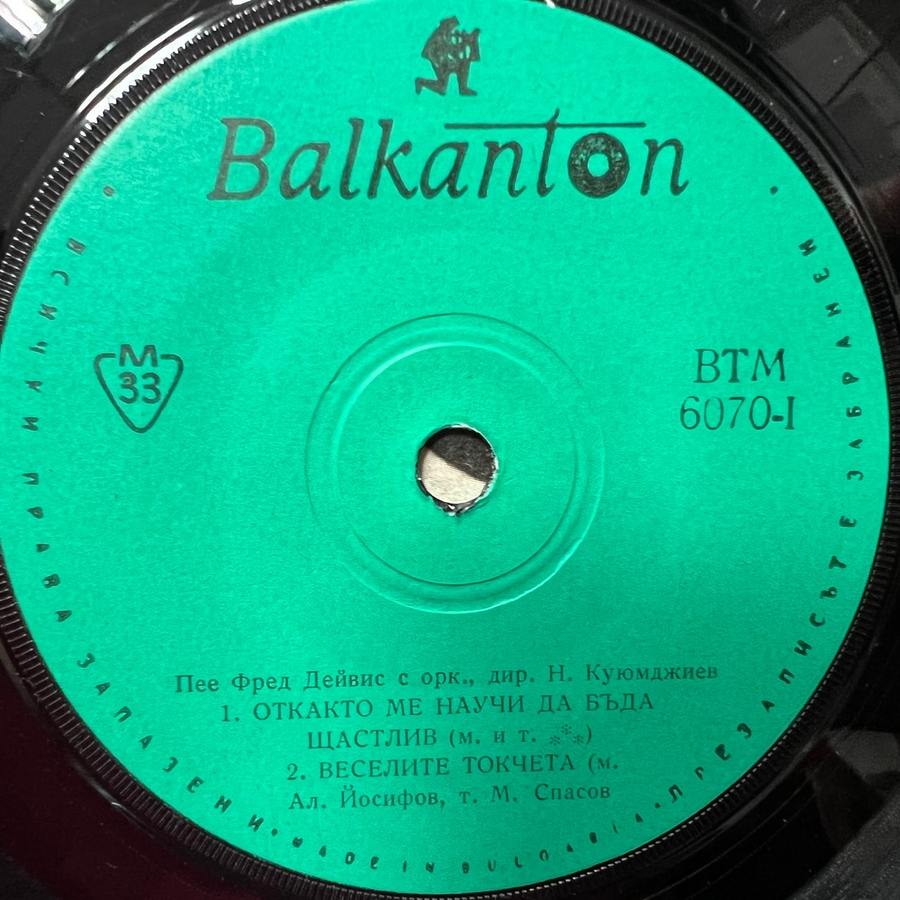 Balkanton
M
33
ВТМ
6070-I
Пее Фред Дейвис с орк., дир. Н. Куюмджиев
1. ОТКАКТО МЕ НАУЧИ ДА БЪДА
ЩАСТЛИВ (м. и т. ***)
2. ВЕСЕЛИТЕ ТОКЧЕТА (м.
Ал. Йосифов, т. М. Спасов
ВСИЧКИ ПРАВА ЗАПАЗЕНИ • MADE IN BULGARIA • ПРЕЗАПИСЪТ Е ЗАБРАНЕН